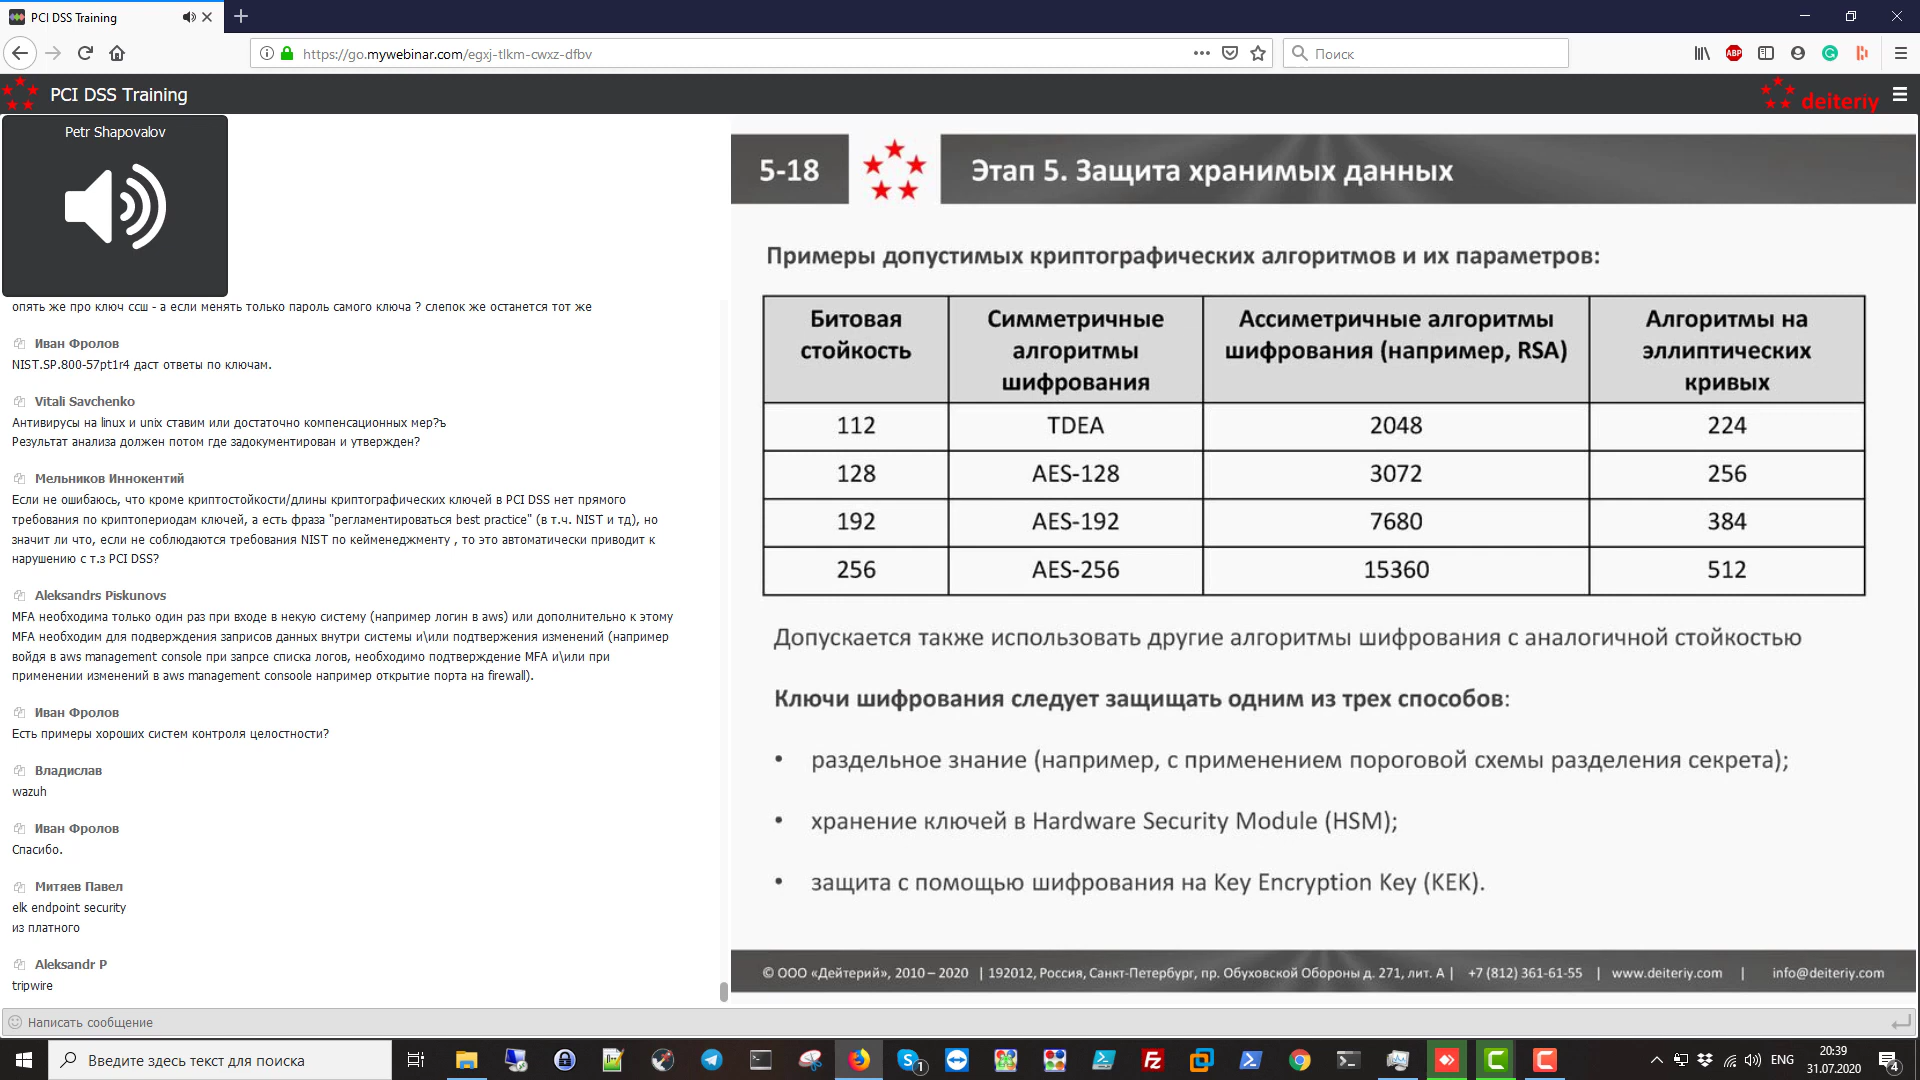 PCI DSS Training
https://go.mywebinar.com/egxj-tlkm-cwxz-dfbv
Поиск
ABP
PCI DSS Training
deiteriy
Petr Shapovalov
опять же про ключ ссш - а если менять только пароль самого ключа ? слепок же останется тот же
Иван Фролов
NIST.SP.800-57pt1r4 даст ответы по ключам.
Vitali Savchenko
Антивирусы на linux и unix ставим или достаточно компенсационных мер?ъ
Результат анализа должен потом где задокументирован и утвержден?
Мельников Иннокентий
Если не ошибаюсь, что кроме криптостойкости/длины криптографических ключей в PCI DSS нет прямого
требования по криптопериодам ключей, а есть фраза "регламентироваться best practice" (в т.ч. NIST и тд), но
значит ли что, если не соблюдаются требования NIST по кейменеджменту , то это автоматически приводит к
нарушению с т.з PCI DSS?
Aleksandrs Piskunovs
MFA необходима только один раз при входе в некую систему (например логин в aws) или дополнительно к этому
MFA необходим для подверждения записов данных внутри системы и\или подтвержения изменений (например
войдя в aws management console при запрсе списка логов, необходимо подтверждение MFA и\или при
применении изменений в aws management consoole например открытие порта на firewall).
Иван Фролов
Есть примеры хороших систем контроля целостности?
Владислав
wazuh
Иван Фролов
Спасибо.
Митяев Павел
elk endpoint security
из платного
Aleksandr P
tripwire
Написать сообщение
5-18
Этап 5. Защита хранимых данных
Примеры допустимых криптографических алгоритмов и их параметров:
Битовая стойкость | Симметричные алгоритмы шифрования | Ассиметричные алгоритмы шифрования (например, RSA) | Алгоритмы на эллиптических кривых
112 TDEA 2048 224
128 AES-128 3072 256
192 AES-192 7680 384
256 AES-256 15360 512
Допускается также использовать другие алгоритмы шифрования с аналогичной стойкостью
Ключи шифрования следует защищать одним из трех способов:
• раздельное знание (например, с применением пороговой схемы разделения секрета);
• хранение ключей в Hardware Security Module (HSM);
• защита с помощью шифрования на Key Encryption Key (KEK).
© ООО «Дейтерий», 2010 – 2020 | 192012, Россия, Санкт-Петербург, пр. Обуховской Обороны д. 271, лит. А | +7 (812) 361-61-55 | www.deiteriy.com | info@deiteriy.com
Введите здесь текст для поиска
ENG
20:39
31.07.2020
4